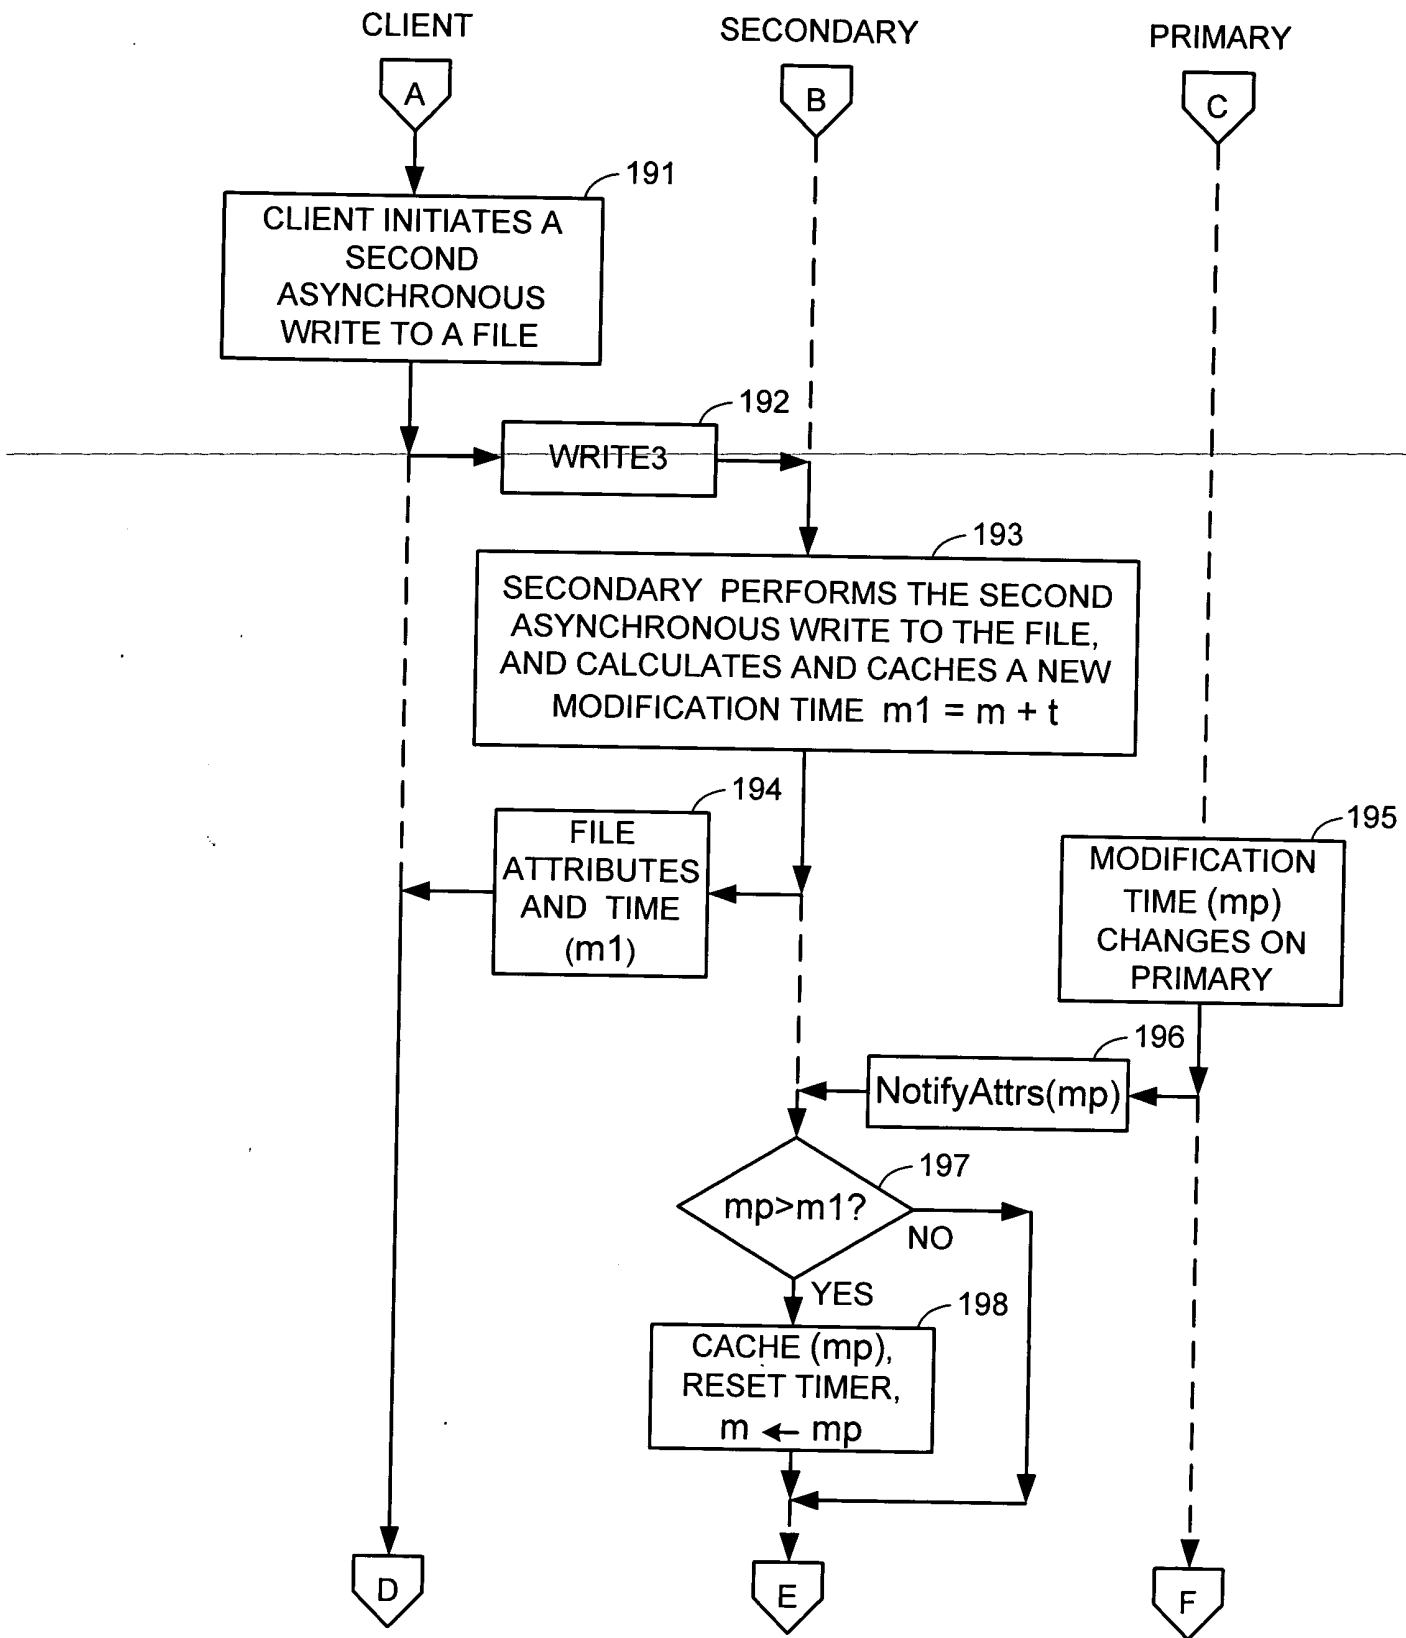 CLIENT
SECONDARY
PRIMARY
A
B
C
191
CLIENT INITIATES A
SECOND
ASYNCHRONOUS
WRITE TO A FILE
192
WRITE3
193
SECONDARY PERFORMS THE SECOND
ASYNCHRONOUS WRITE TO THE FILE,
AND CALCULATES AND CACHES A NEW
MODIFICATION TIME m1 = m + t
194
FILE
ATTRIBUTES
AND TIME
(m1)
195
MODIFICATION
TIME (mp)
CHANGES ON
PRIMARY
196
NotifyAttrs(mp)
197
mp>m1?
NO
YES
198
CACHE (mp),
RESET TIMER,
m ← mp
D
E
F